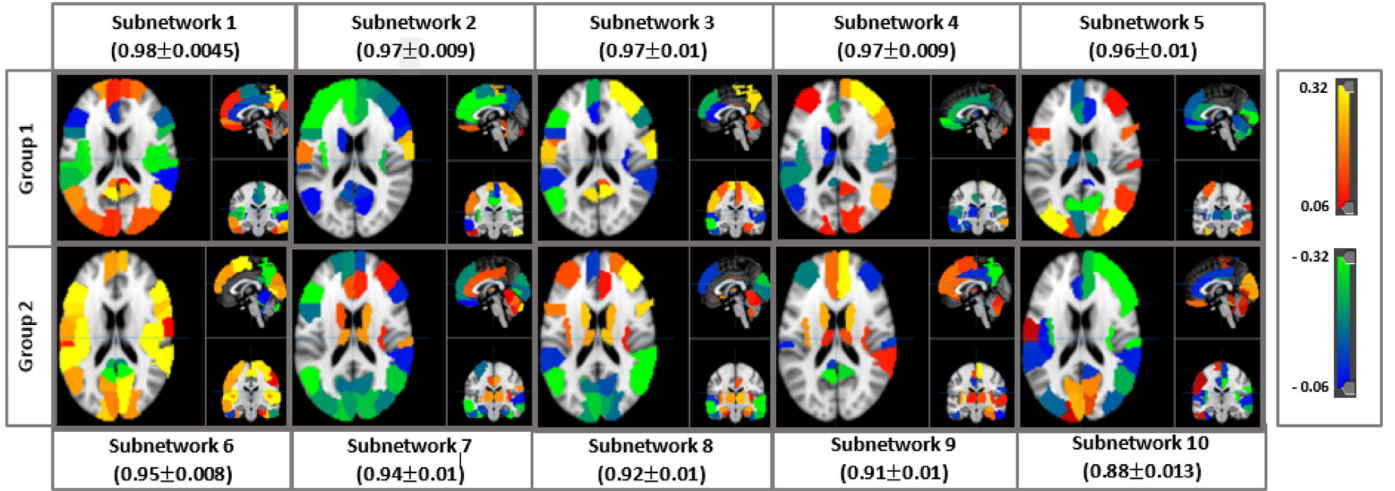 Subnetwork 1
(0.98±0.0045)
Subnetwork 2
(0.97±0.009)
Subnetwork 3
(0.97±0.01)
Subnetwork 4
(0.97±0.009)
Subnetwork 5
(0.96±0.01)
Group 1
0.32
0.06
Group 2
- 0.32
- 0.06
Subnetwork 6
(0.95±0.008)
Subnetwork 7
(0.94±0.01)
Subnetwork 8
(0.92±0.01)
Subnetwork 9
(0.91±0.01)
Subnetwork 10
(0.88±0.013)